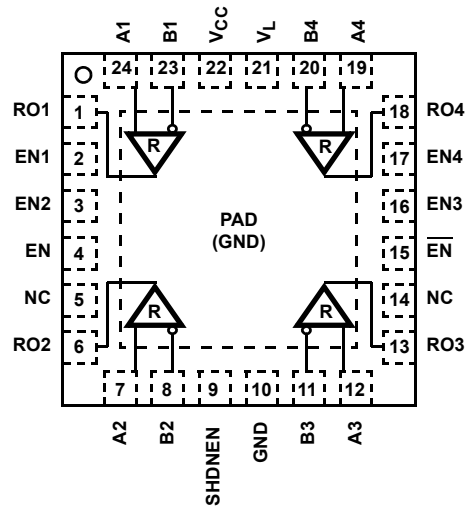 A1 B1 VCC VL B4 A4
24 23 22 21 20 19
RO1 1 R R 18 RO4
EN1 2 17 EN4
EN2 3 PAD 16 EN3
(GND)
EN 4 15 E̅N̅
NC 5 R R 14 NC
RO2 6 13 RO3
7 8 9 10 11 12
A2 B2 SHDNEN GND B3 A3